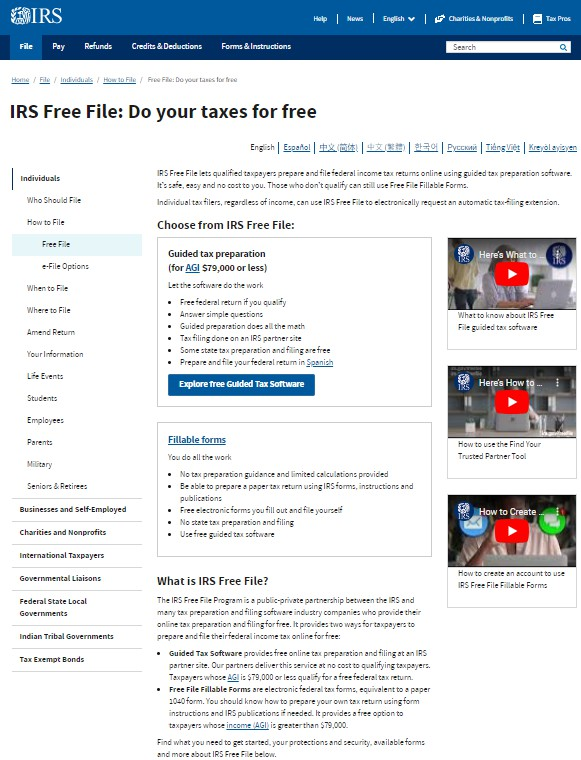 IRS
Help
News
English
Charities & Nonprofits
Tax Pros
File
Pay
Refunds
Credits & Deductions
Forms & Instructions
Search
Home / File / Individuals / How to File / Free File: Do your taxes for free
IRS Free File: Do your taxes for free
English | Español | 中文 (简体) | 中文 (繁體) | 한국어 | Русский | Tiếng Việt | Kreyòl ayisyen
Individuals
Who Should File
How to File
Free File
e-File Options
When to File
Where to File
Amend Return
Your Information
Life Events
Students
Employees
Parents
Military
Seniors & Retirees
Businesses and Self-Employed
Charities and Nonprofits
International Taxpayers
Governmental Liaisons
Federal State Local
Governments
Indian Tribal Governments
Tax Exempt Bonds
IRS Free File lets qualified taxpayers prepare and file federal income tax returns online using guided tax preparation software.
It's safe, easy and no cost to you. Those who don't qualify can still use Free File Fillable Forms.
Individual tax filers, regardless of income, can use IRS Free File to electronically request an automatic tax-filing extension.
Choose from IRS Free File:
Guided tax preparation
(for AGI $79,000 or less)
Let the software do the work
• Free federal return if you qualify
• Answer simple questions
• Guided preparation does all the math
• Tax filing done on an IRS partner site
• Some state tax preparation and filing are free
• Prepare and file your federal return in Spanish
Explore free Guided Tax Software
Fillable forms
You do all the work
• No tax preparation guidance and limited calculations provided
• Be able to prepare a paper tax return using IRS forms, instructions and
publications
• Free electronic forms you fill out and file yourself
• No state tax preparation and filing
• Use free guided tax software
What is IRS Free File?
The IRS Free File Program is a public-private partnership between the IRS and
many tax preparation and filing software industry companies who provide their
online tax preparation and filing for free. It provides two ways for taxpayers to
prepare and file their federal income tax online for free:
• Guided Tax Software provides free online tax preparation and filing at an IRS
partner site. Our partners deliver this service at no cost to qualifying taxpayers.
Taxpayers whose AGI is $79,000 or less qualify for a free federal tax return.
• Free File Fillable Forms are electronic federal tax forms, equivalent to a paper
1040 form. You should know how to prepare your own tax return using form
instructions and IRS publications if needed. It provides a free option to
taxpayers whose income (AGI) is greater than $79,000.
Find what you need to get started, your protections and security, available forms
and more about IRS Free File below.
Here's What to ...
IRS
What to know about IRS Free
File guided tax software
Here's How to ...
How to use the Find Your
Trusted Partner Tool
How to Create ...
How to create an account to use
IRS Free File Fillable Forms